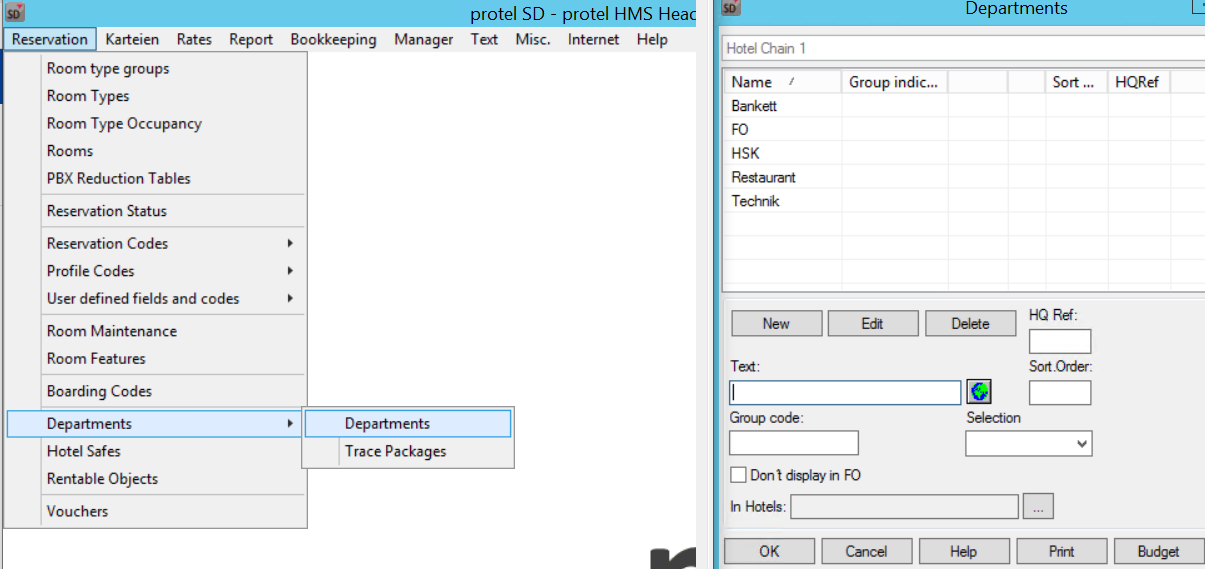 SD
protel SD - protel HMS Head
Reservation Karteien Rates Report Bookkeeping Manager Text Misc. Internet Help
Room type groups
Room Types
Room Type Occupancy
Rooms
PBX Reduction Tables
Reservation Status
Reservation Codes
Profile Codes
User defined fields and codes
Room Maintenance
Room Features
Boarding Codes
Departments
Departments
Trace Packages
Hotel Safes
Rentable Objects
Vouchers
SD
Departments
Hotel Chain 1
Name Group indic... Sort ... HQRef
Bankett
FO
HSK
Restaurant
Technik
New Edit Delete
HQ Ref:
Text:
Sort.Order:
Group code:
Selection
Don't display in FO
In Hotels: ...
OK Cancel Help Print Budget